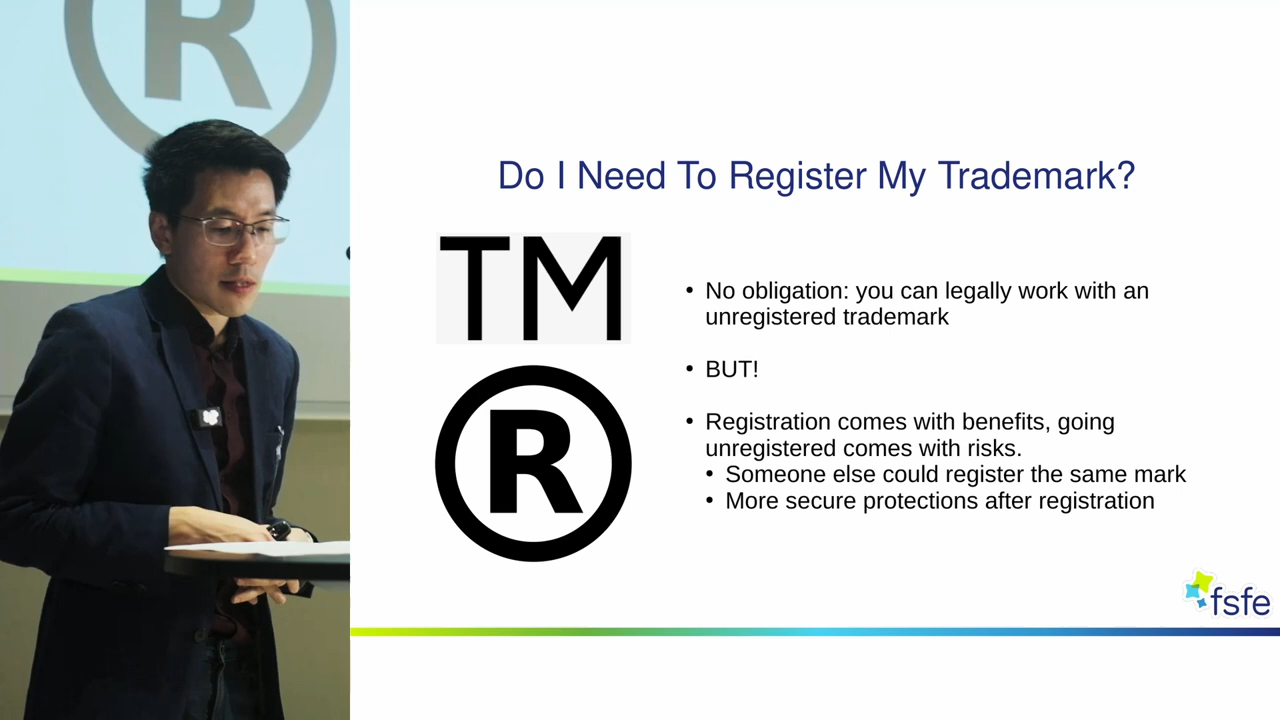 R
Do I Need To Register My Trademark?
TM
R
• No obligation: you can legally work with an
unregistered trademark
• BUT!
• Registration comes with benefits, going
unregistered comes with risks.
• Someone else could register the same mark
• More secure protections after registration
fsfe